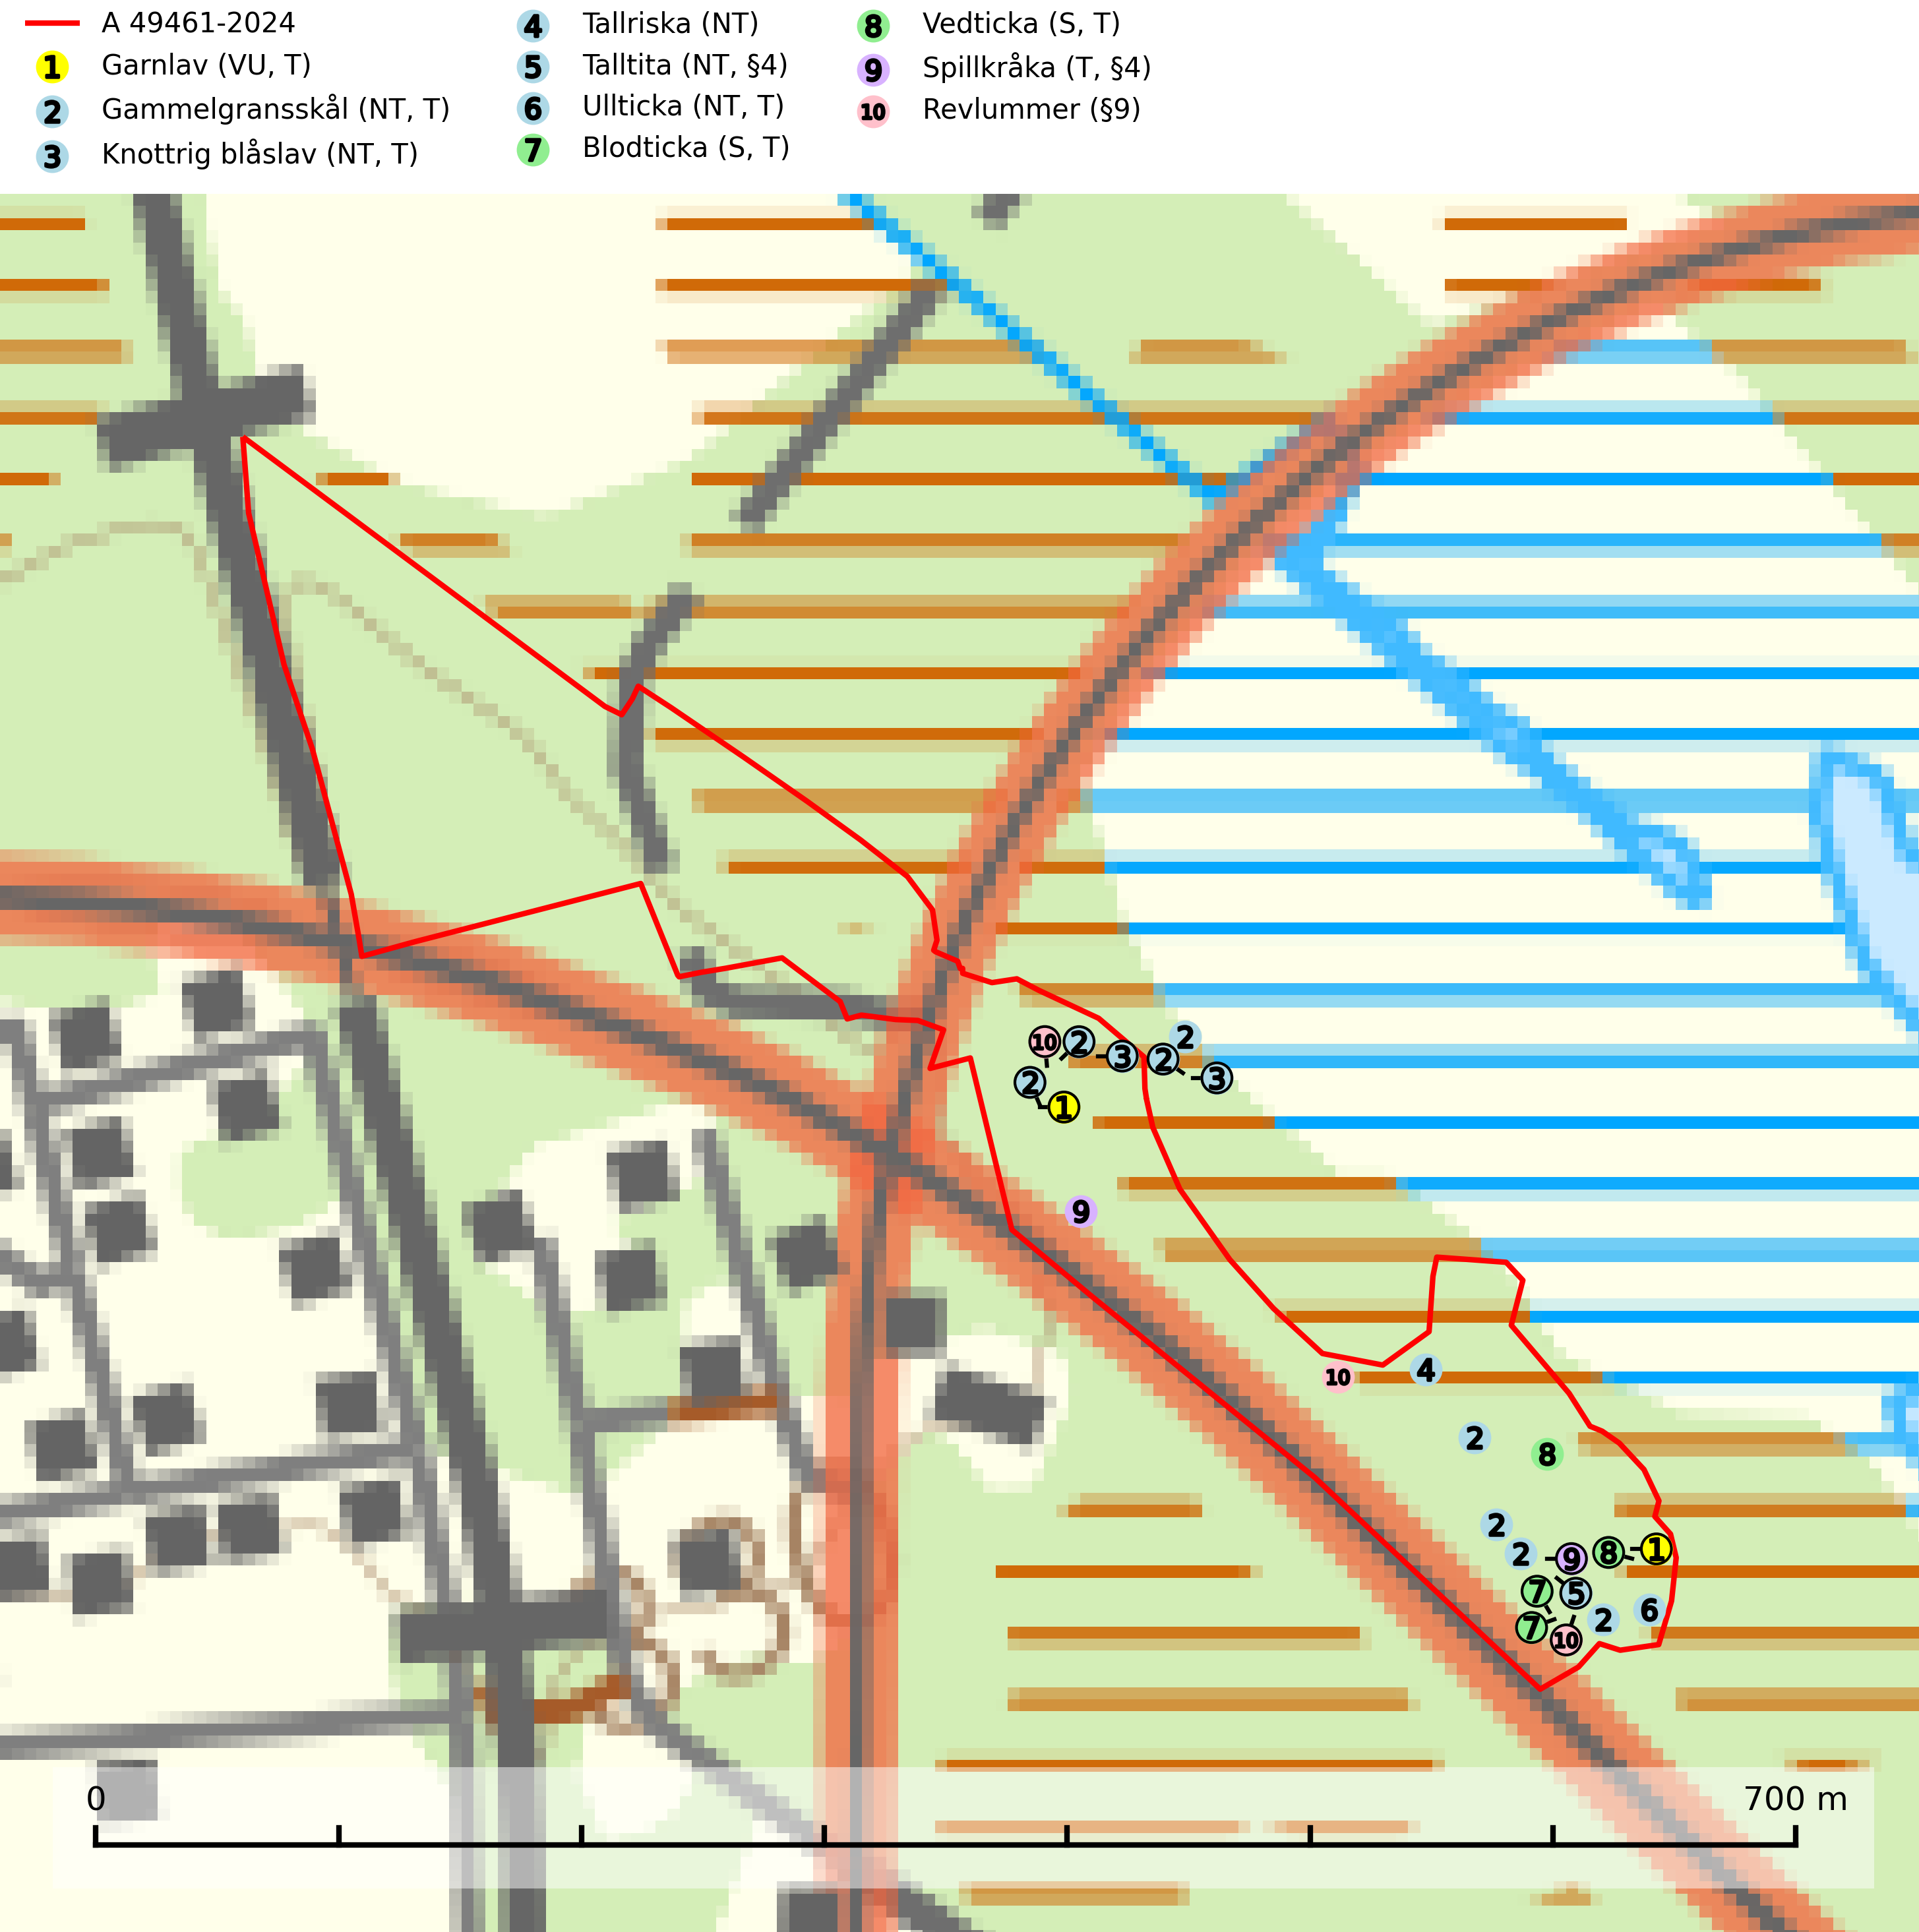 A 49461-2024
1 Garnlav (VU, T)
2 Gammelgransskål (NT, T)
3 Knottrig blåslav (NT, T)
4 Tallriska (NT)
5 Talltita (NT, §4)
6 Ullticka (NT, T)
7 Blodticka (S, T)
8 Vedticka (S, T)
9 Spillkråka (T, §4)
10 Revlummer (§9)
2
10 2 3 2 3
2 1
9
4
10
2 8
2
2 9 8 1
7 5 6
7 10 2
0 700 m